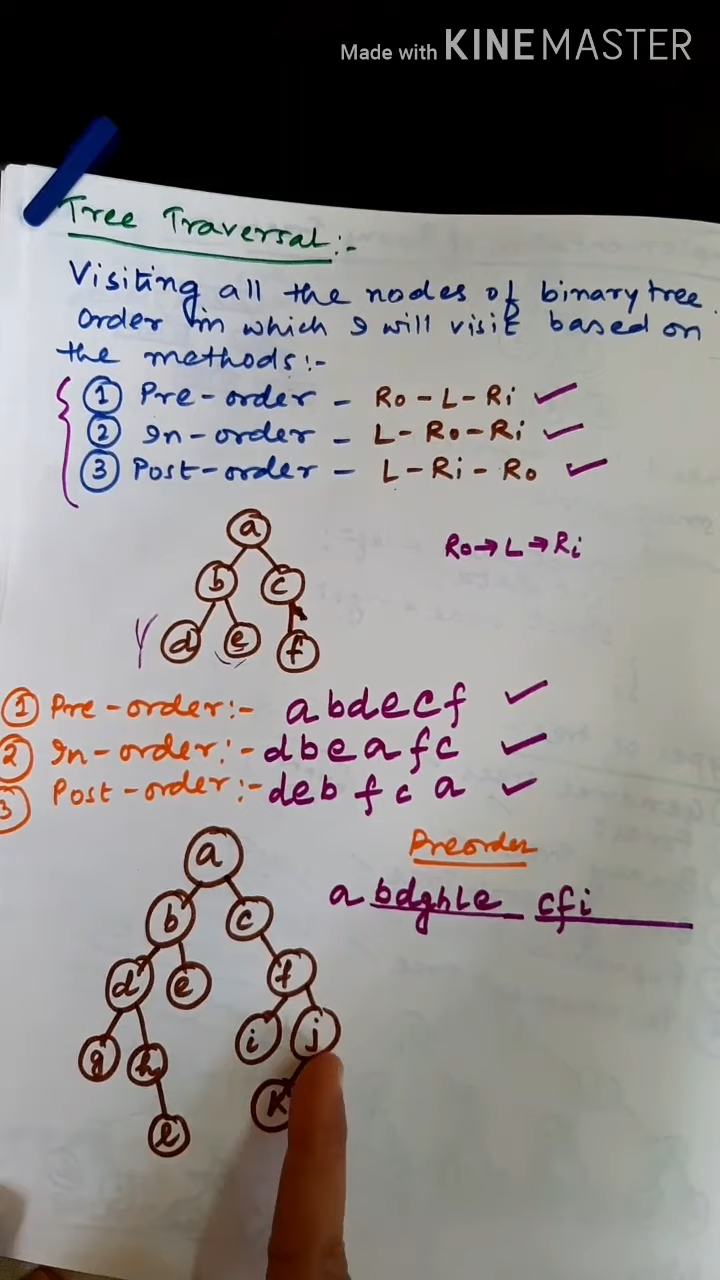 Made with KINEMASTER
Tree Traversal:-
Visiting all the nodes of binary tree.
Order in which I will visit based on
the methods:-
① Pre-order - Ro-L-Ri
② In-order - L-Ro-Ri
③ Post-order - L-Ri-Ro
a
Ro→L→Ri
b c
d e f
① Pre-order:- abdecf
② In-order:- dbeafc
③ Post-order:- debfca
Preorder
a
a bdghle cfi
b c
d e f
g h i j
l K